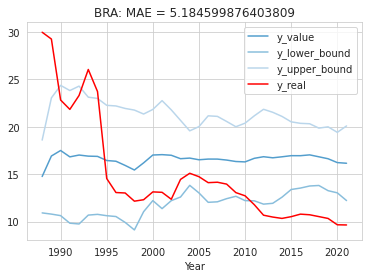 BRA: MAE = 5.184599876403809
y_value
y_lower_bound
y_upper_bound
y_real
30
25
20
15
10
1990
1995
2000
2005
2010
2015
2020
Year